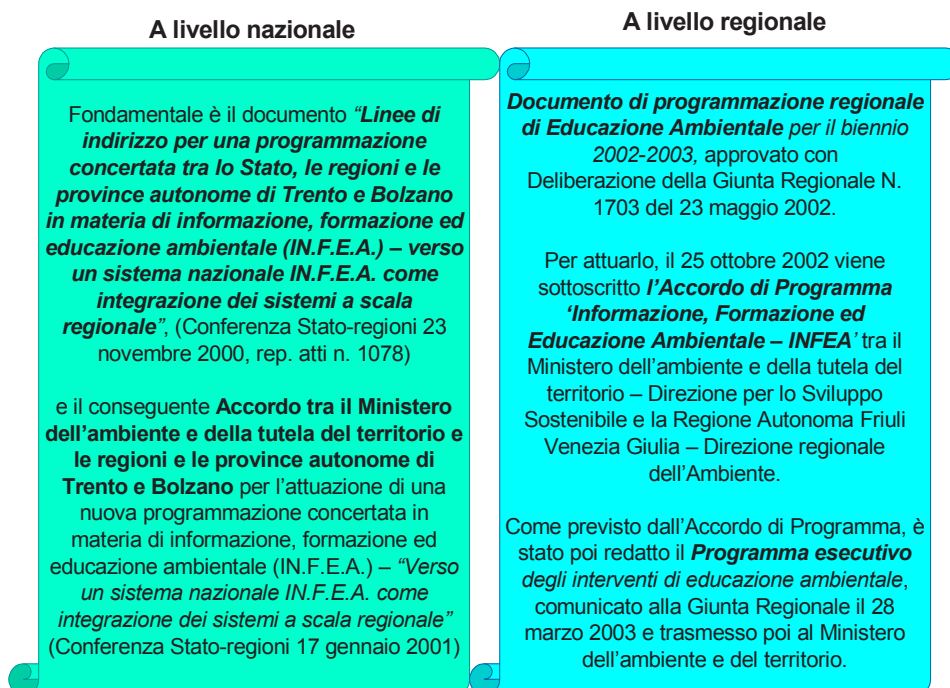 A livello nazionale
Fondamentale è il documento “Linee di
indirizzo per una programmazione
concertata tra lo Stato, le regioni e le
province autonome di Trento e Bolzano
in materia di informazione, formazione ed
educazione ambientale (IN.F.E.A.) – verso
un sistema nazionale IN.F.E.A. come
integrazione dei sistemi a scala
regionale”, (Conferenza Stato-regioni 23
novembre 2000, rep. atti n. 1078)
e il conseguente Accordo tra il Ministero
dell’ambiente e della tutela del territorio e
le regioni e le province autonome di
Trento e Bolzano per l’attuazione di una
nuova programmazione concertata in
materia di informazione, formazione ed
educazione ambientale (IN.F.E.A.) – “Verso
un sistema nazionale IN.F.E.A. come
integrazione dei sistemi a scala regionale”
(Conferenza Stato-regioni 17 gennaio 2001)
A livello regionale
Documento di programmazione regionale
di Educazione Ambientale per il biennio
2002-2003, approvato con
Deliberazione della Giunta Regionale N.
1703 del 23 maggio 2002.
Per attuarlo, il 25 ottobre 2002 viene
sottoscritto l’Accordo di Programma
‘Informazione, Formazione ed
Educazione Ambientale – INFEA’ tra il
Ministero dell’ambiente e della tutela del
territorio – Direzione per lo Sviluppo
Sostenibile e la Regione Autonoma Friuli
Venezia Giulia – Direzione regionale
dell’Ambiente.
Come previsto dall’Accordo di Programma, è
stato poi redatto il Programma esecutivo
degli interventi di educazione ambientale,
comunicato alla Giunta Regionale il 28
marzo 2003 e trasmesso poi al Ministero
dell’ambiente e del territorio.